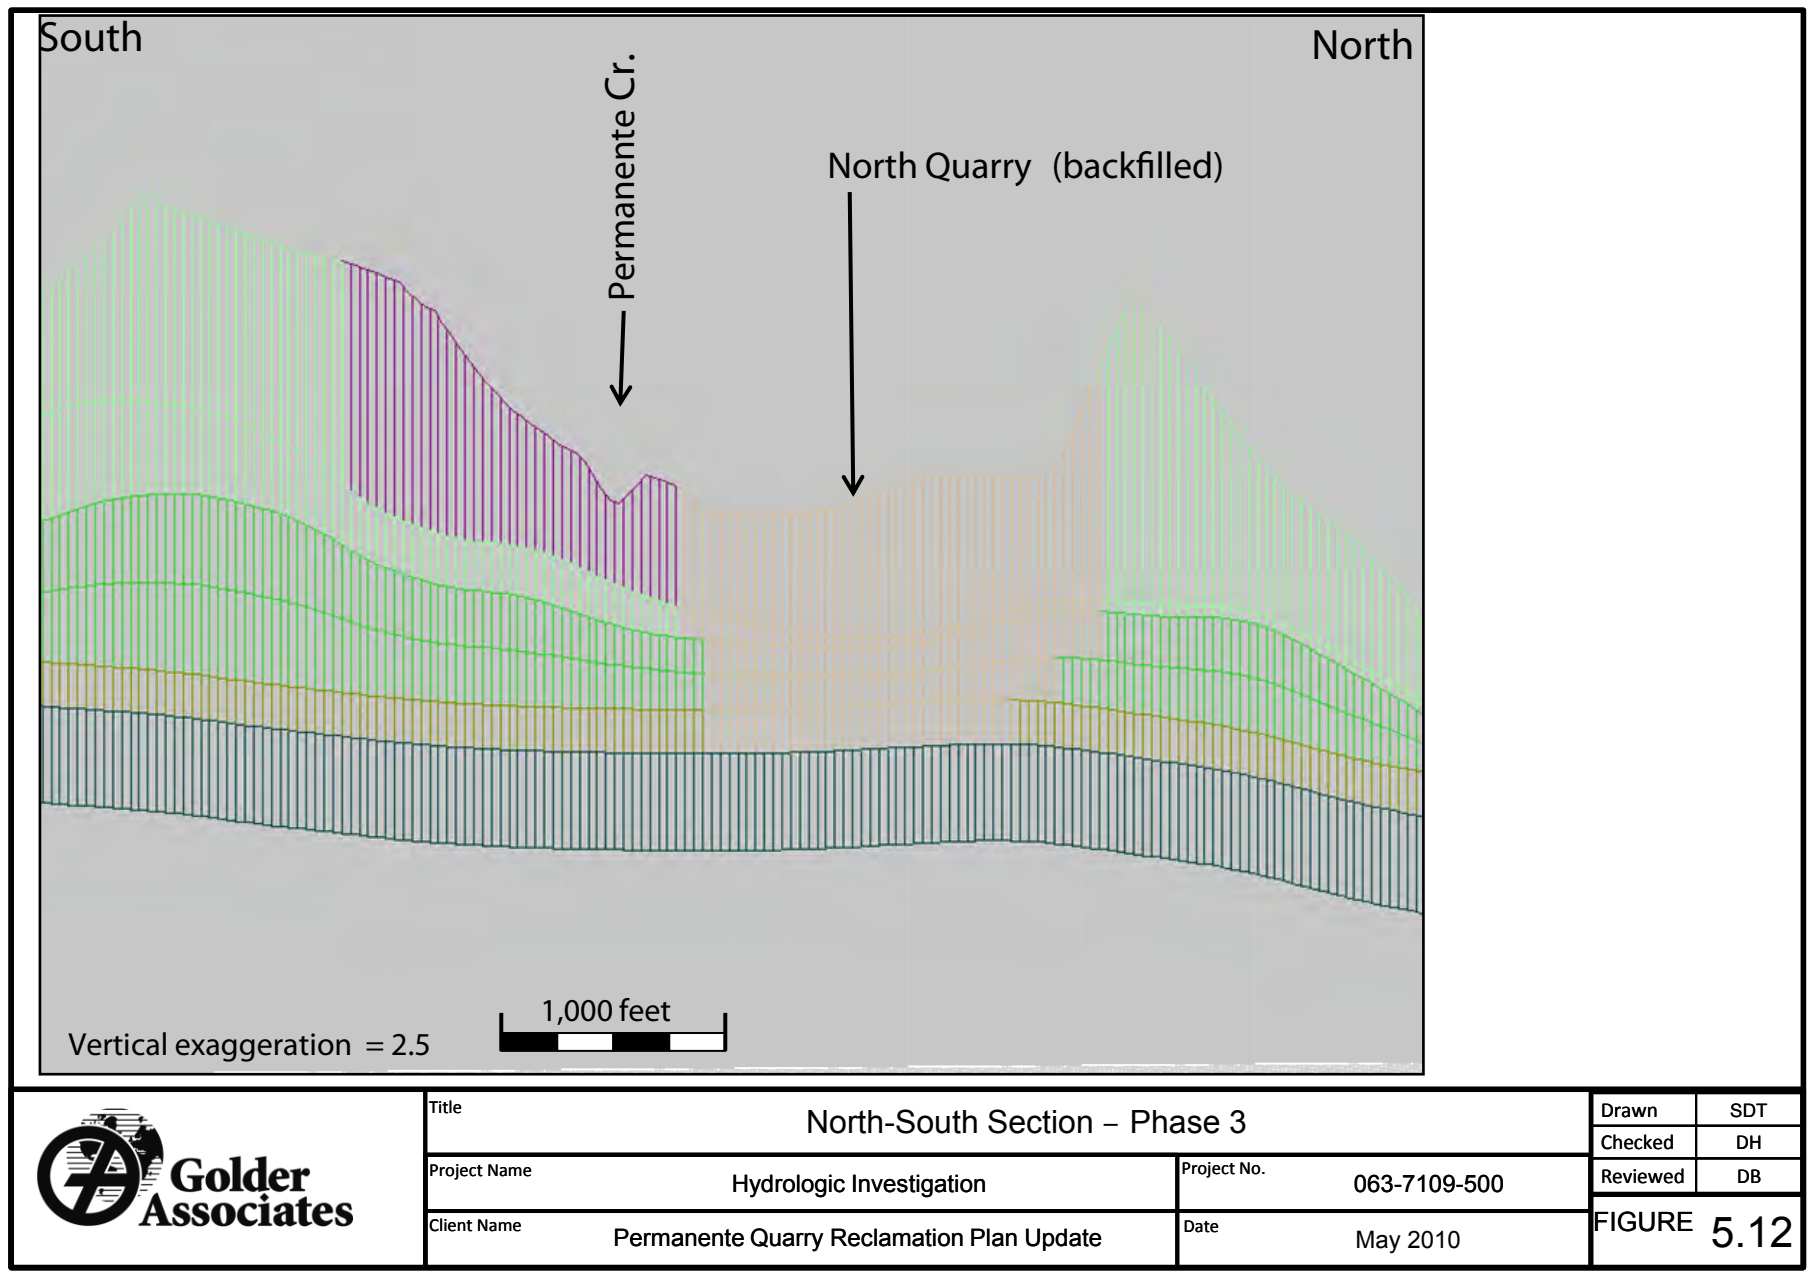 South
North
Permanente Cr.
North Quarry (backfilled)
1,000 feet
Vertical exaggeration = 2.5
Golder
Associates
Title
North-South Section – Phase 3
Project Name
Hydrologic Investigation
Project No.
063-7109-500
Client Name
Permanente Quarry Reclamation Plan Update
Date
May 2010
Drawn SDT
Checked DH
Reviewed DB
FIGURE 5.12